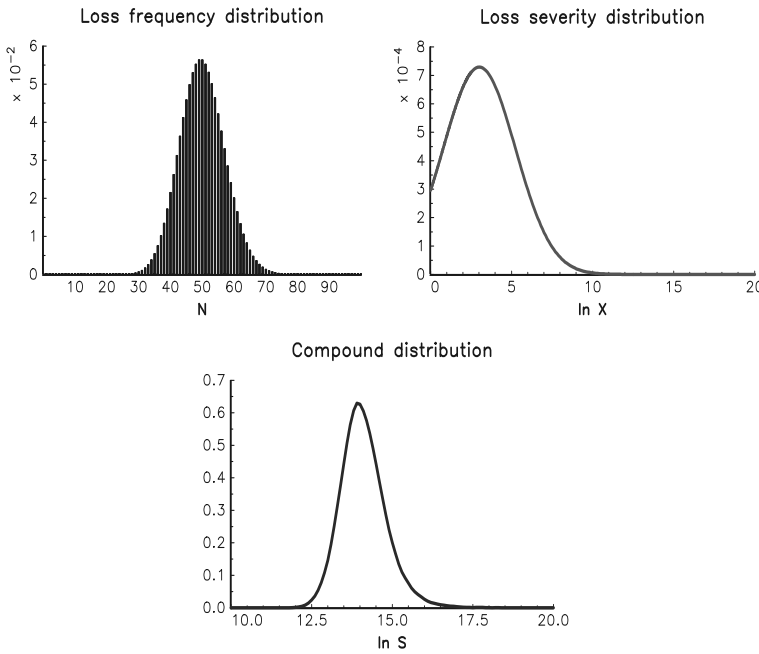 Loss frequency distribution
× 10⁻²
6
5
4
3
2
1
0
10 20 30 40 50 60 70 80 90
N
Loss severity distribution
× 10⁻⁴
8
7
6
5
4
3
2
1
0
0 5 10 15 20
ln X
Compound distribution
0.7
0.6
0.5
0.4
0.3
0.2
0.1
0.0
10.0 12.5 15.0 17.5 20.0
ln S